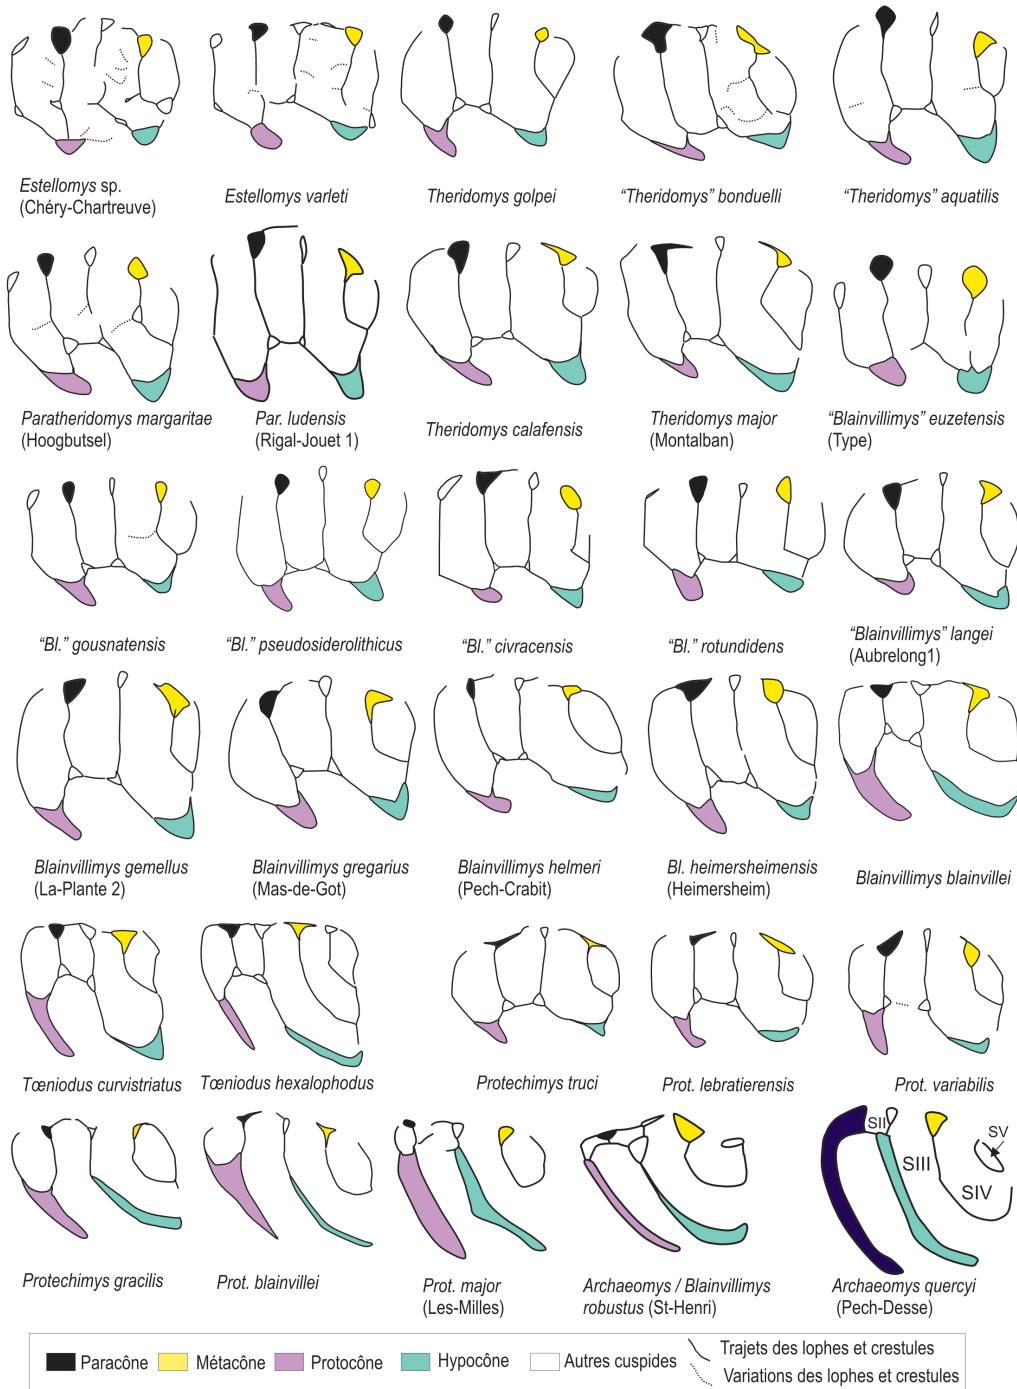 Estellomys sp.
(Chéry-Chartreuve)
Estellomys varleti
Theridomys golpei
“Theridomys” bonduelli
“Theridomys” aquatilis
Paratheridomys margaritae
(Hoogbutsel)
Par. ludensis
(Rigal-Jouet 1)
Theridomys calafensis
Theridomys major
(Montalban)
“Blainvillimys” euzetensis
(Type)
“Bl.” gousnatensis
“Bl.” pseudosiderolithicus
“Bl.” civracensis
“Bl.” rotundidens
“Blainvillimys” langei
(Aubrelong1)
Blainvillimys gemellus
(La-Plante 2)
Blainvillimys gregarius
(Mas-de-Got)
Blainvillimys helmeri
(Pech-Crabit)
Bl. heimersheimensis
(Heimersheim)
Blainvillimys blainvillei
Tœniodus curvistriatus
Tœniodus hexalophodus
Protechimys truci
Prot. lebratierensis
Prot. variabilis
SII
SIII
SIV
SV
Protechimys gracilis
Prot. blainvillei
Prot. major
(Les-Milles)
Archaeomys / Blainvillimys
robustus (St-Henri)
Archaeomys quercyi
(Pech-Desse)
Paracône
Métacône
Protocône
Hypocône
Autres cuspides
Trajets des lophes et crestules
Variations des lophes et crestules